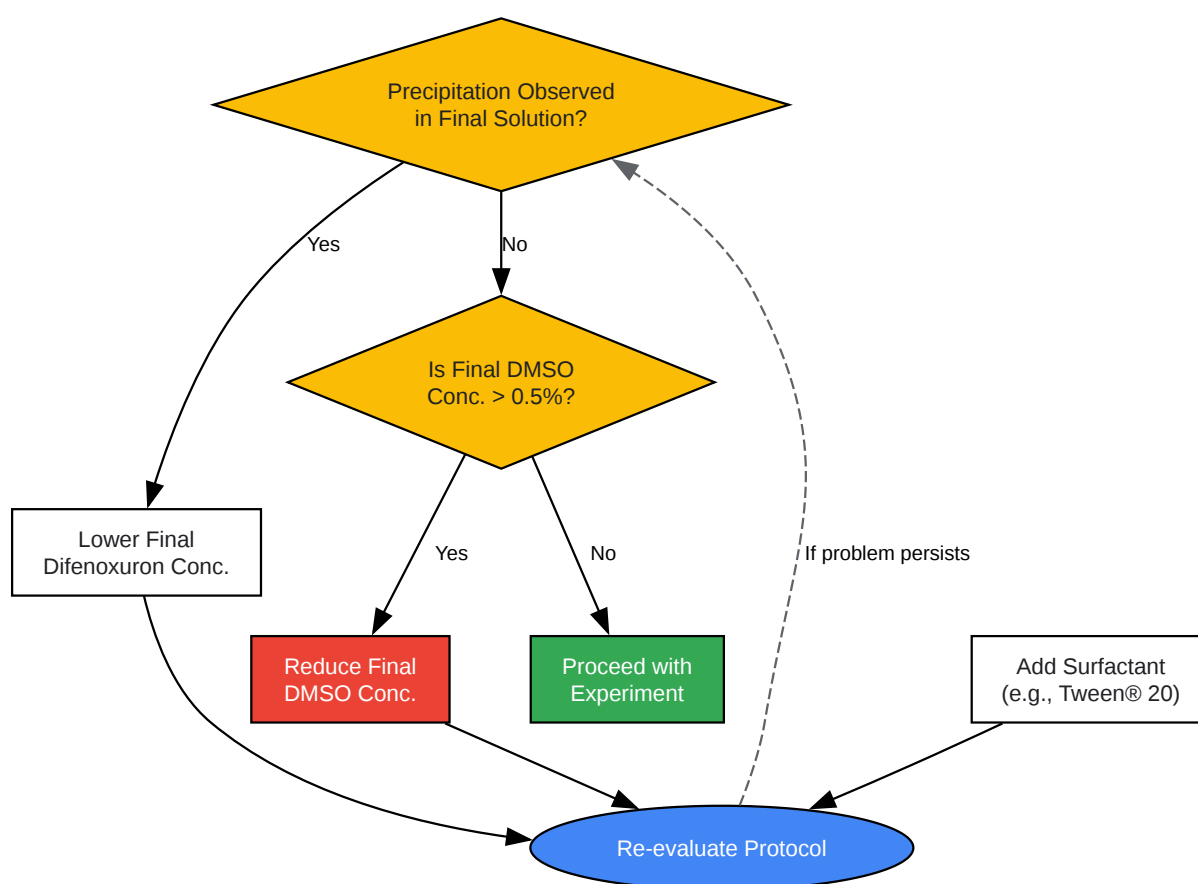 Precipitation Observed
in Final Solution?
Yes
No
Is Final DMSO
Conc. > 0.5%?
Lower Final
Difenoxuron Conc.
Yes
No
If problem persists
Reduce Final
DMSO Conc.
Proceed with
Experiment
Add Surfactant
(e.g., Tween® 20)
Re-evaluate Protocol